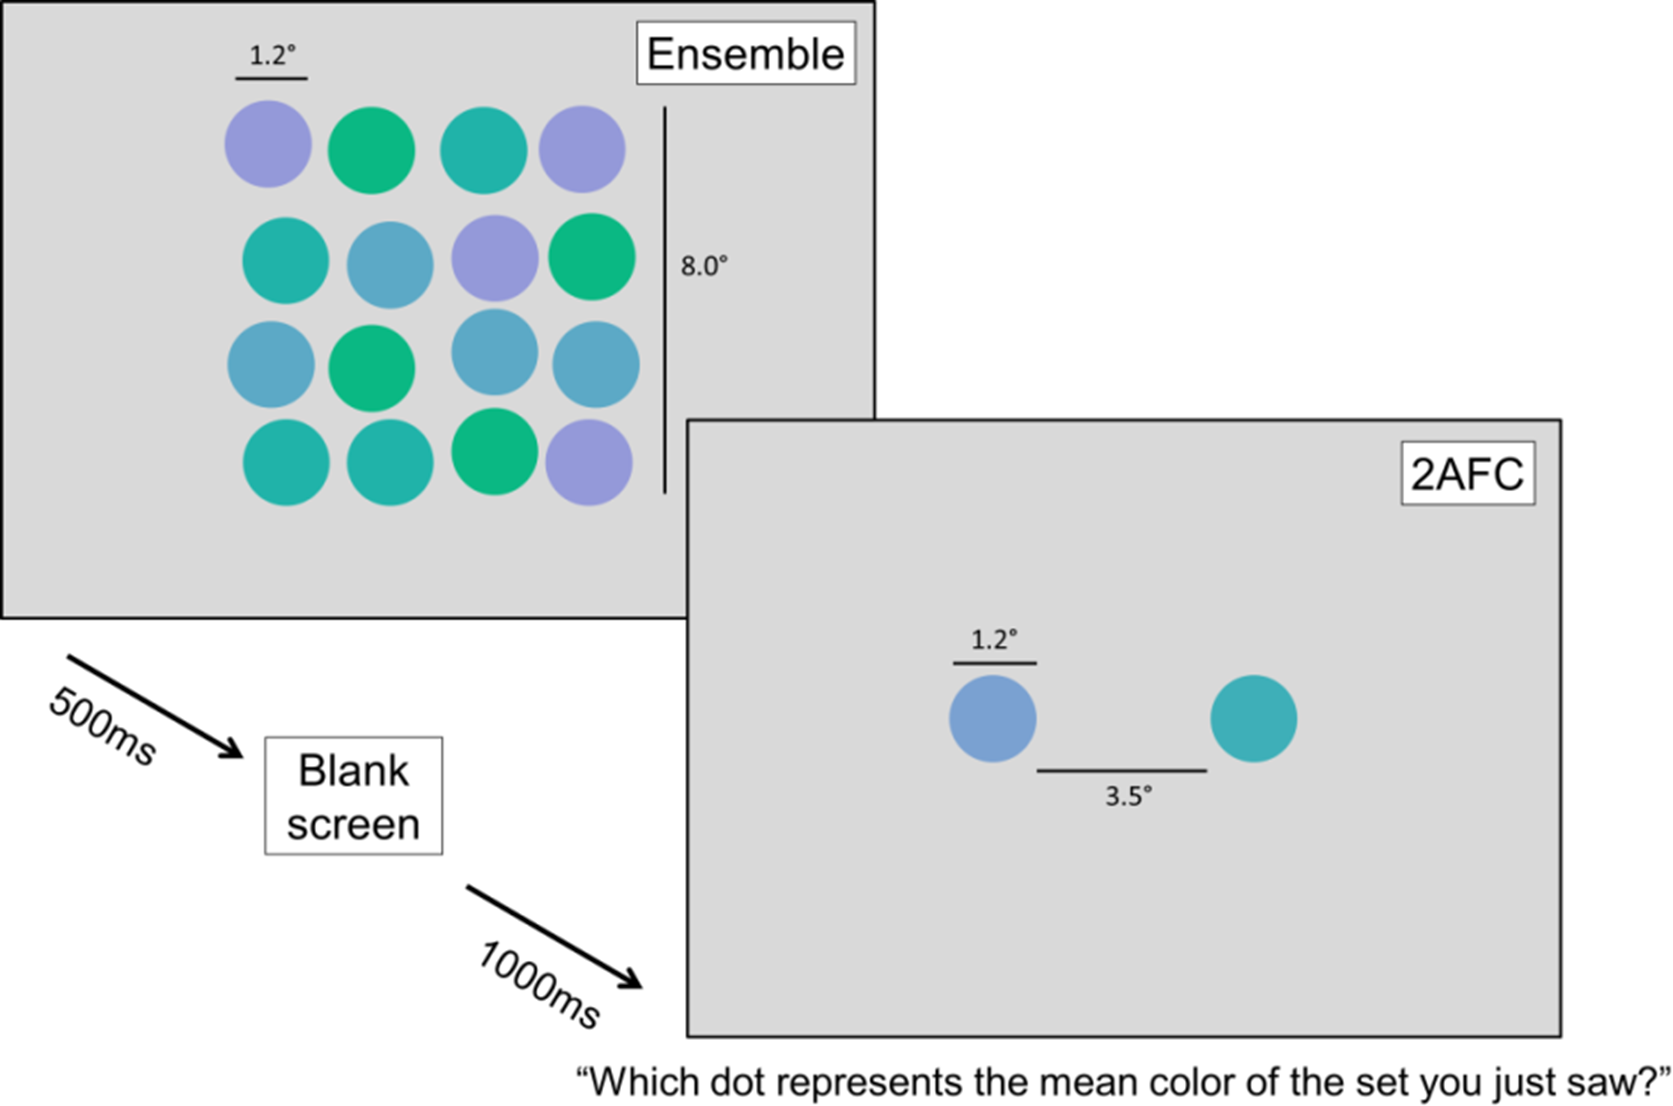 1.2°
Ensemble
8.0°
2AFC
1.2°
3.5°
500ms
Blank
screen
1000ms
“Which dot represents the mean color of the set you just saw?”